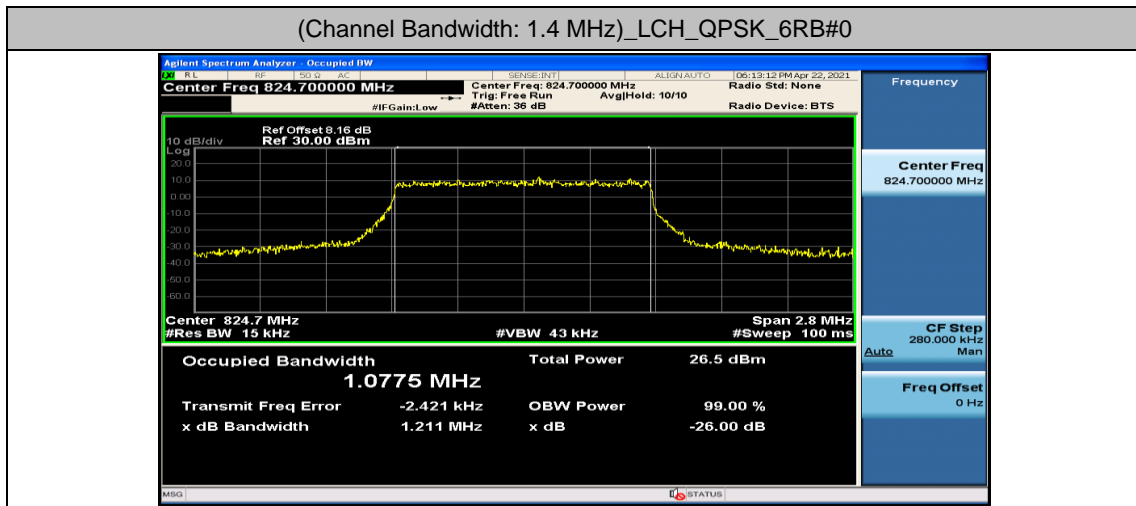 (Channel Bandwidth: 1.4 MHz)_LCH_QPSK_6RB#0
Agilent Spectrum Analyzer - Occupied BW
LXI RL RF 50 Ω AC SENSE:INT ALIGN AUTO 06:13:12 PM Apr 22, 2021
Center Freq 824.700000 MHz Center Freq: 824.700000 MHz Radio Std: None Frequency
Trig: Free Run Avg|Hold: 10/10
#IFGain:Low #Atten: 36 dB Radio Device: BTS
Ref Offset 8.16 dB
10 dB/div Ref 30.00 dBm
Log
20.0
10.0
0.00
-10.0
-20.0
-30.0
-40.0
-50.0
-60.0
Center Freq
824.700000 MHz
Center 824.7 MHz Span 2.8 MHz
#Res BW 15 kHz #VBW 43 kHz #Sweep 100 ms
CF Step
280.000 kHz
Auto Man
Occupied Bandwidth Total Power 26.5 dBm
1.0775 MHz
Freq Offset
0 Hz
Transmit Freq Error -2.421 kHz OBW Power 99.00 %
x dB Bandwidth 1.211 MHz x dB -26.00 dB
MSG STATUS